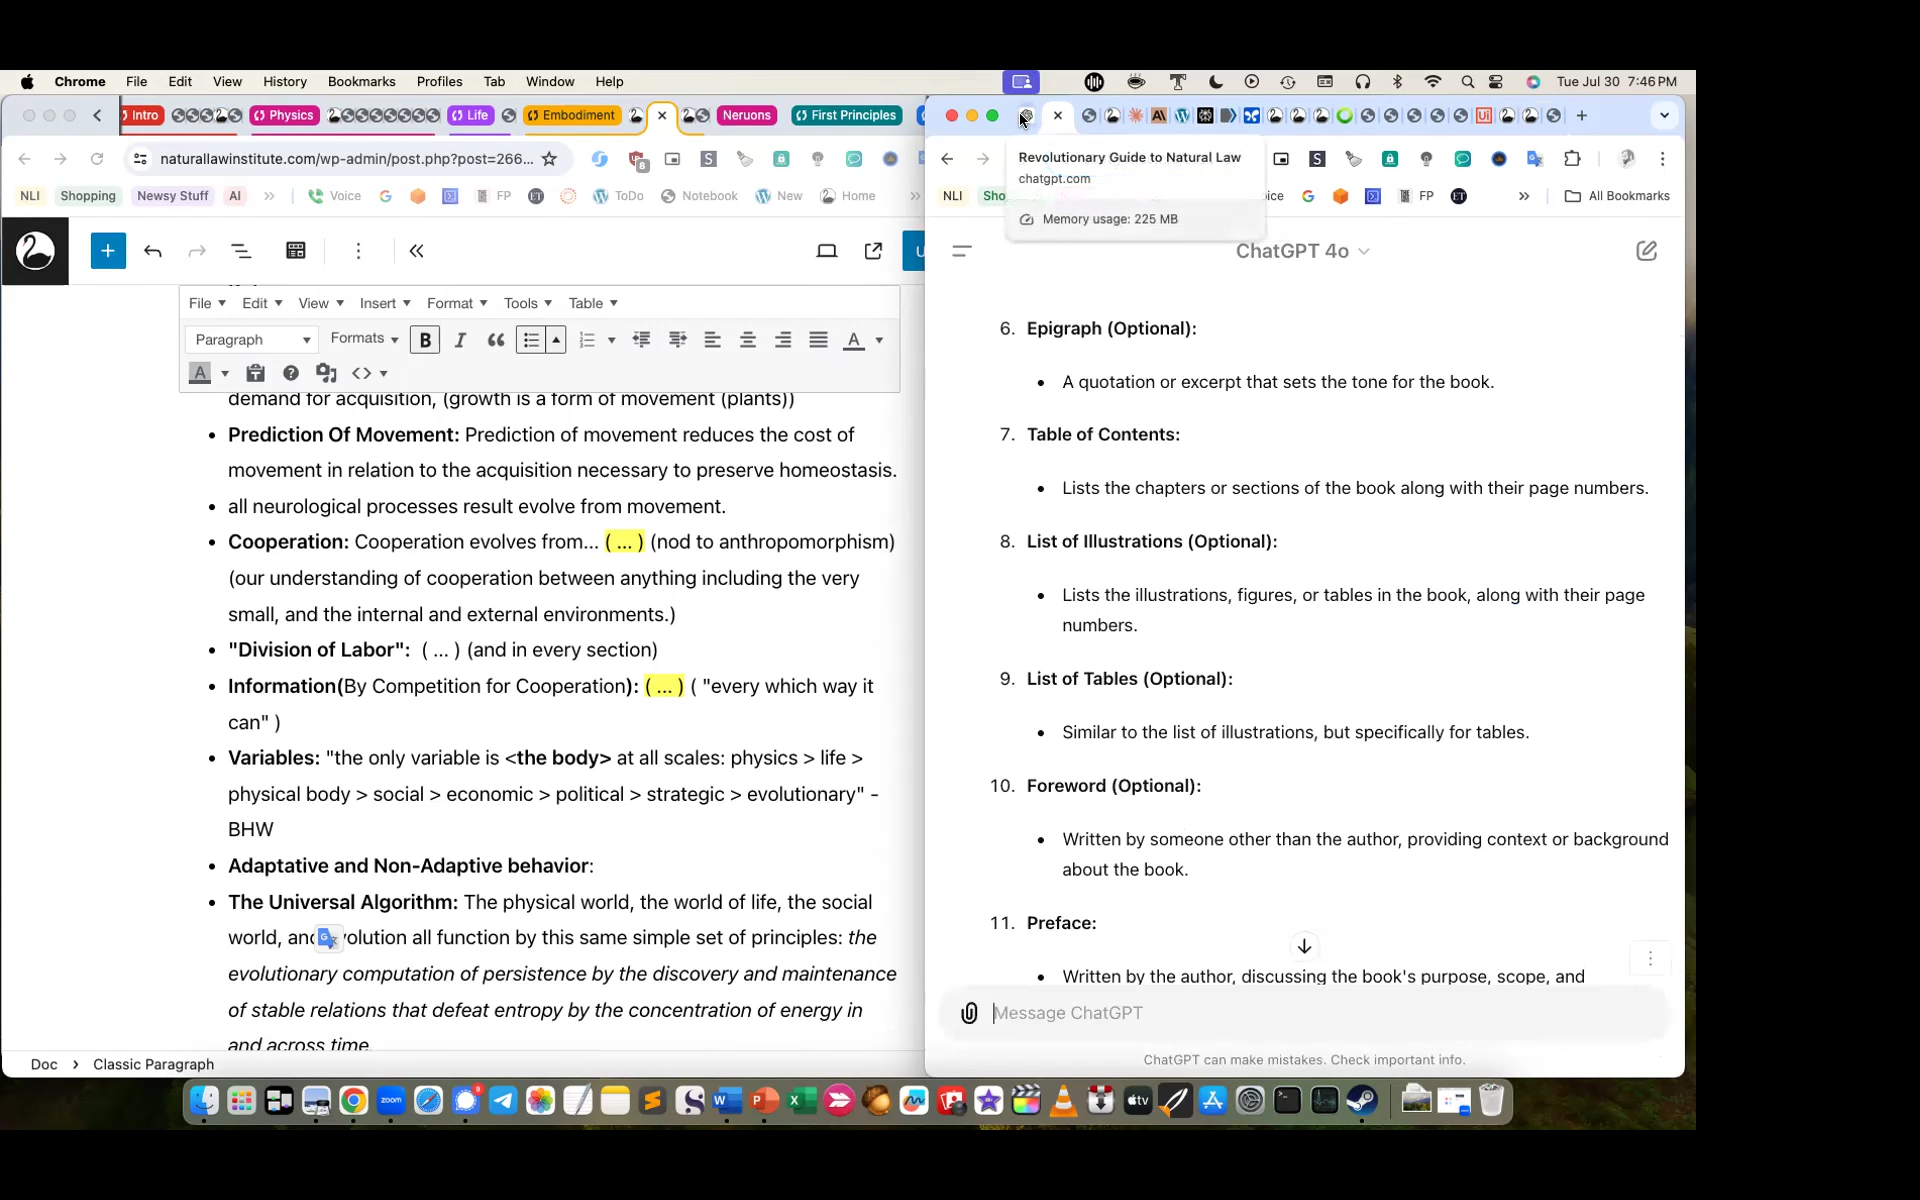 Chrome File Edit View History Bookmarks Profiles Tab Window Help
Tue Jul 30 7:46 PM
Intro Physics Life Embodiment Neruons First Principles
naturallawinstitute.com/wp-admin/post.php?post=266...
8
NLI Shopping Newsy Stuff AI » Voice FP ET ToDo Notebook New Home »
File Edit View Insert Format Tools Table
Paragraph Formats B I A
A
demand for acquisition, (growth is a form of movement (plants))
• Prediction Of Movement: Prediction of movement reduces the cost of
movement in relation to the acquisition necessary to preserve homeostasis.
• all neurological processes result evolve from movement.
• Cooperation: Cooperation evolves from... ( ... ) (nod to anthropomorphism)
(our understanding of cooperation between anything including the very
small, and the internal and external environments.)
• "Division of Labor": ( ... ) (and in every section)
• Information(By Competition for Cooperation): ( ... ) ( "every which way it
can" )
• Variables: "the only variable is <the body> at all scales: physics > life >
physical body > social > economic > political > strategic > evolutionary" -
BHW
• Adaptative and Non-Adaptive behavior:
• The Universal Algorithm: The physical world, the world of life, the social
world, and volution all function by this same simple set of principles: the
evolutionary computation of persistence by the discovery and maintenance
of stable relations that defeat entropy by the concentration of energy in
and across time.
Doc > Classic Paragraph
Revolutionary Guide to Natural Law
chatgpt.com
Memory usage: 225 MB
NLI Sho oice FP ET » All Bookmarks
ChatGPT 4o
6. Epigraph (Optional):
• A quotation or excerpt that sets the tone for the book.
7. Table of Contents:
• Lists the chapters or sections of the book along with their page numbers.
8. List of Illustrations (Optional):
• Lists the illustrations, figures, or tables in the book, along with their page
numbers.
9. List of Tables (Optional):
• Similar to the list of illustrations, but specifically for tables.
10. Foreword (Optional):
• Written by someone other than the author, providing context or background
about the book.
11. Preface:
• Written by the author, discussing the book's purpose, scope, and
Message ChatGPT
ChatGPT can make mistakes. Check important info.
zoom
tv